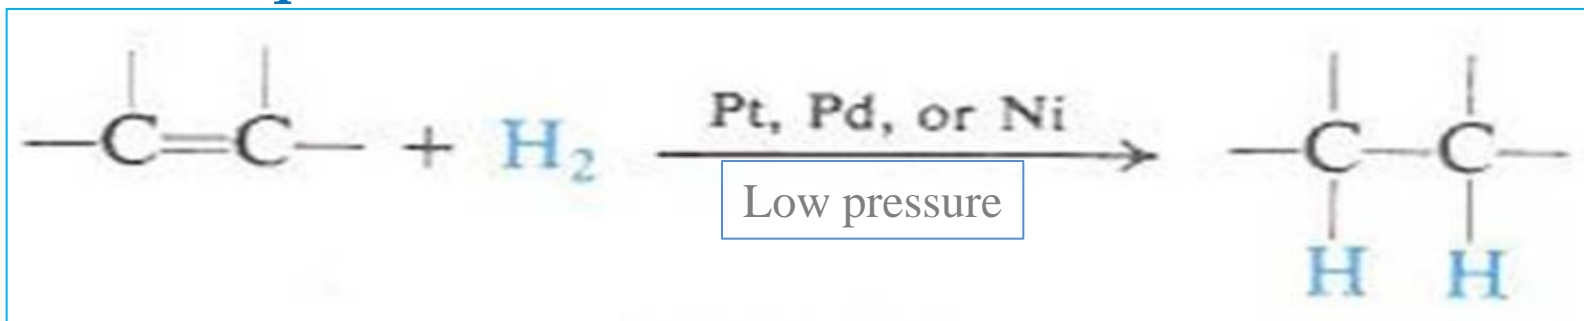 Pt, Pd, or Ni
C=C + H2 → C—C
Low pressure
H H